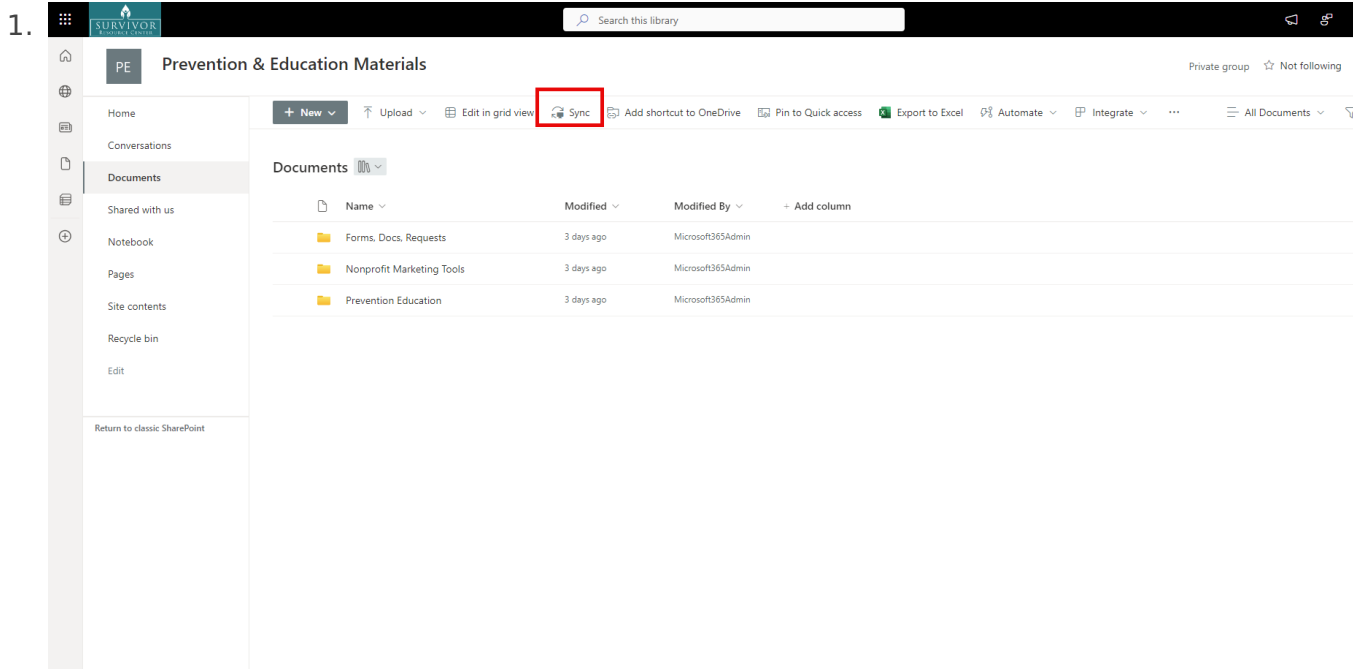 1.
SURVIVOR
RESOURCE CENTER
Search this library
PE
Prevention & Education Materials
Private group
Not following
Home
Conversations
Documents
Shared with us
Notebook
Pages
Site contents
Recycle bin
Edit
Return to classic SharePoint
+ New
Upload
Edit in grid view
Sync
Add shortcut to OneDrive
Pin to Quick access
Export to Excel
Automate
Integrate
...
All Documents
Documents
Name Modified Modified By + Add column
Forms, Docs, Requests 3 days ago Microsoft365Admin
Nonprofit Marketing Tools 3 days ago Microsoft365Admin
Prevention Education 3 days ago Microsoft365Admin